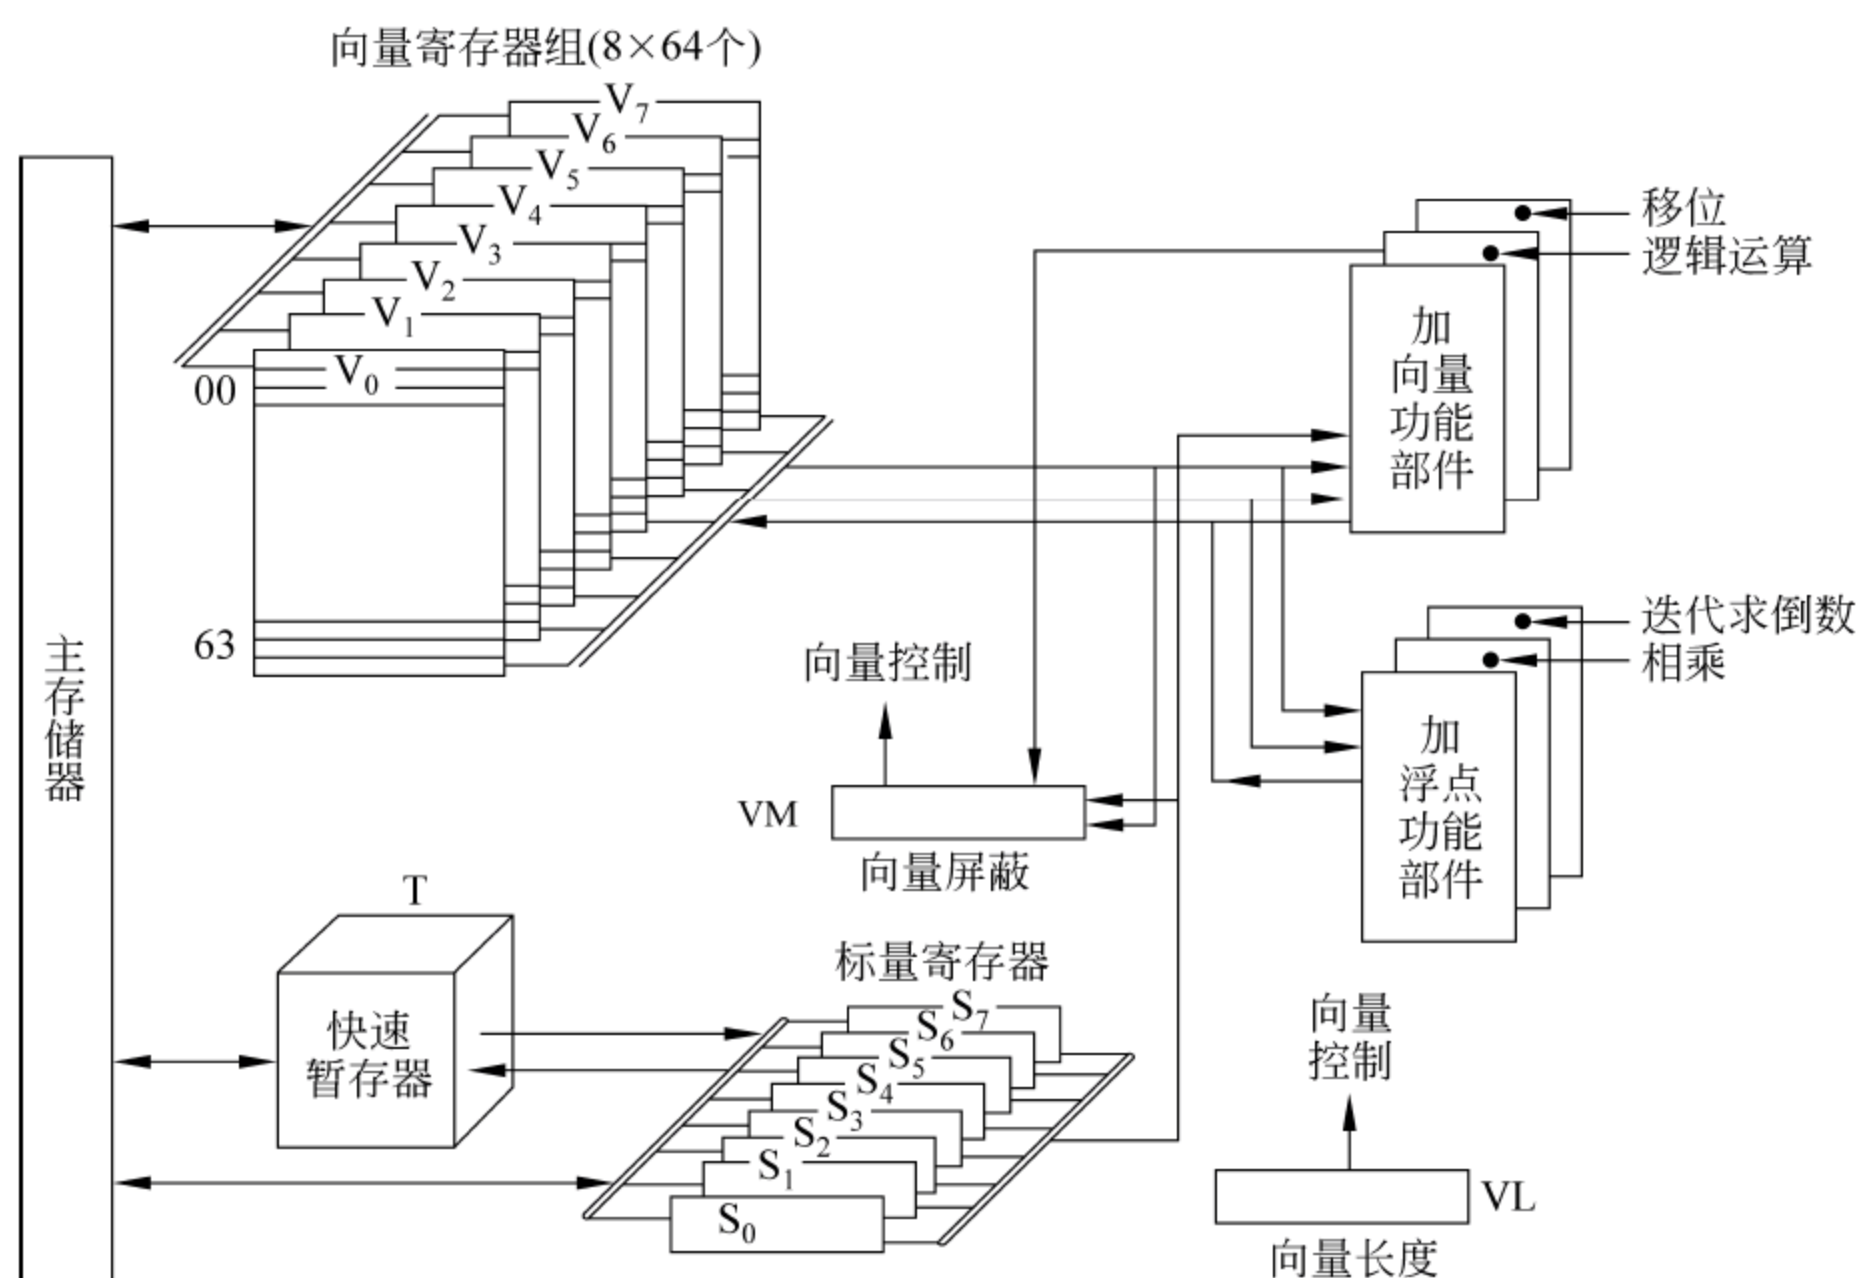 向量寄存器组(8×64个)
V7
V6
V5
V4
V3
V2
V1
V0
00
63
主存储器
移位
逻辑运算
加
向量
功能
部件
迭代求倒数
相乘
加
浮点
功能
部件
向量控制
VM
向量屏蔽
T
快速
暂存器
标量寄存器
S7
S6
S5
S4
S3
S2
S1
S0
向量
控制
VL
向量长度